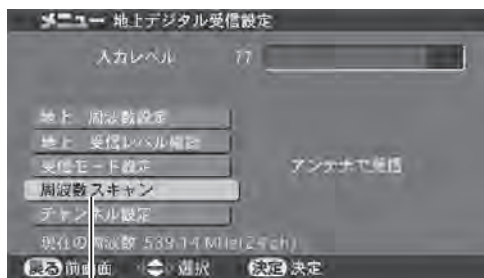 メニュー 地上デジタル受信設定
入力レベル 77
地上 周波数設定
地上 受信レベル確認
受信モード設定 アンテナで受信
周波数スキャン
チャンネル設定
現在の周波数 539.14 MHz(24ch)
戻る 前画面 選択 決定 決定